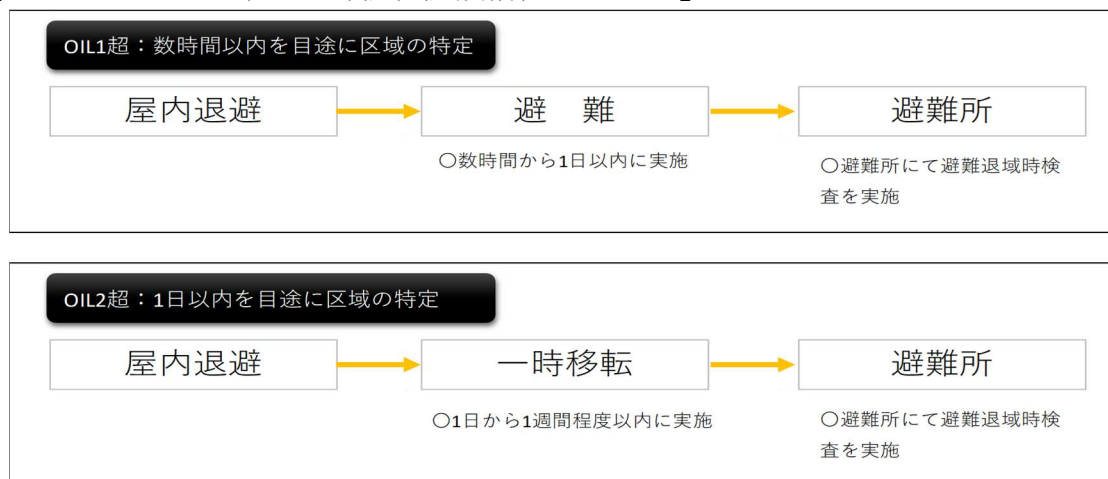 OIL1超：数時間以内を目途に区域の特定
屋内退避
避　難
避難所
〇数時間から1日以内に実施
〇避難所にて避難退域時検
査を実施
OIL2超：1日以内を目途に区域の特定
屋内退避
一時移転
避難所
〇1日から1週間程度以内に実施
〇避難所にて避難退域時検
査を実施